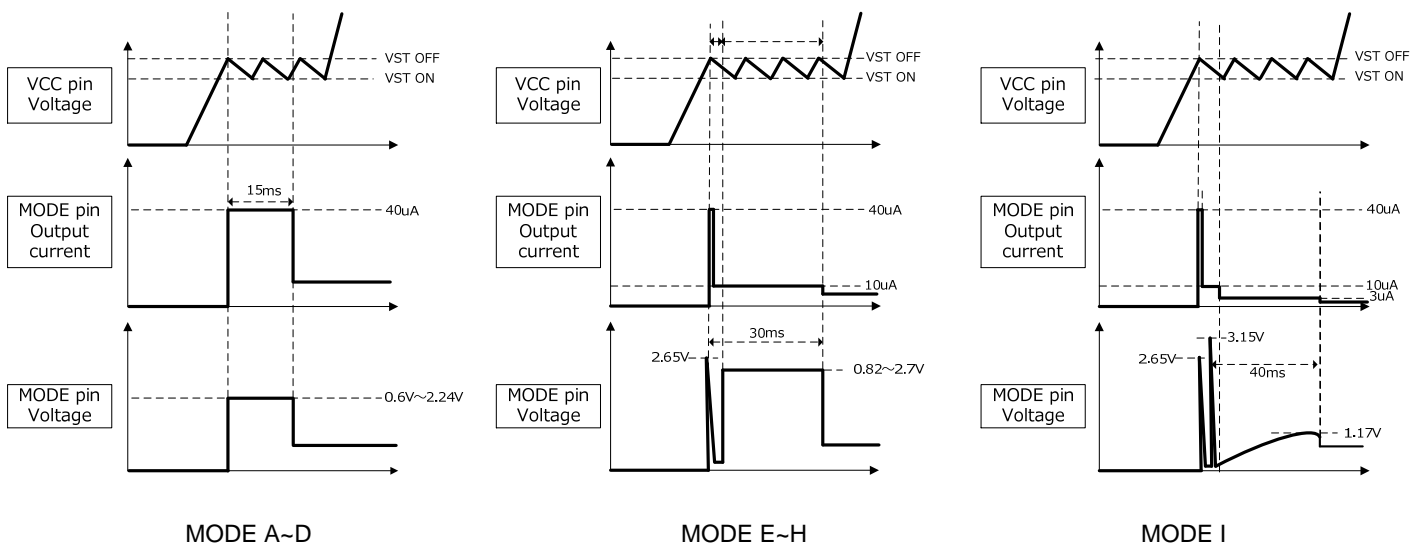 VCC pin
Voltage
VST OFF
VST ON
MODE pin
Output
current
15ms
40uA
MODE pin
Voltage
0.6V～2.24V
MODE A~D
VCC pin
Voltage
VST OFF
VST ON
MODE pin
Output
current
40uA
10uA
MODE pin
Voltage
30ms
2.65V
0.82～2.7V
MODE E~H
VCC pin
Voltage
VST OFF
VST ON
MODE pin
Output
current
40uA
10uA
3uA
MODE pin
Voltage
3.15V
2.65V
40ms
1.17V
MODE I